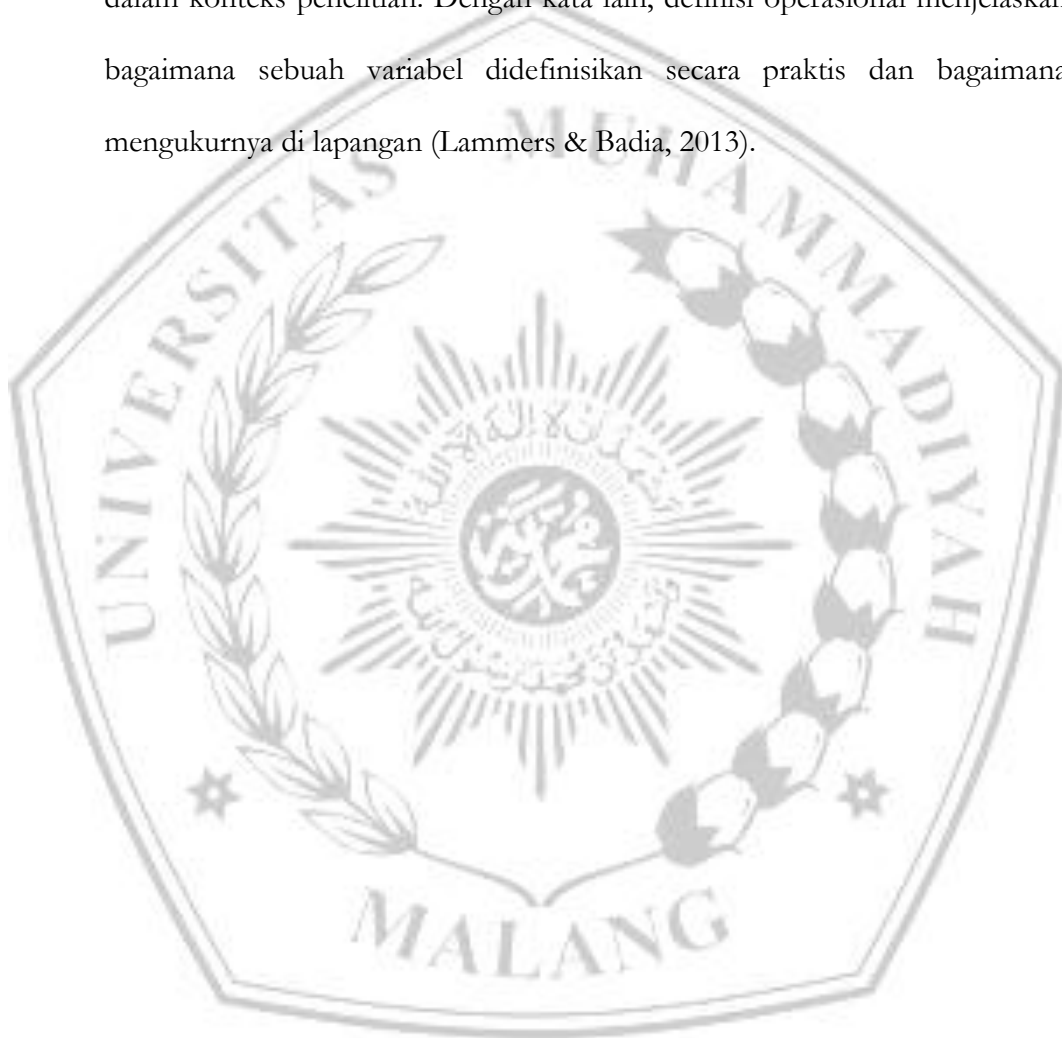 dalam konteks penelitian. Dengan kata lain, definisi operasional menjelaskan
bagaimana sebuah variabel didefinisikan secara praktis dan bagaimana
mengukurnya di lapangan (Lammers & Badia, 2013).
UNIVERSITAS MUHAMMADIYAH
MALANG